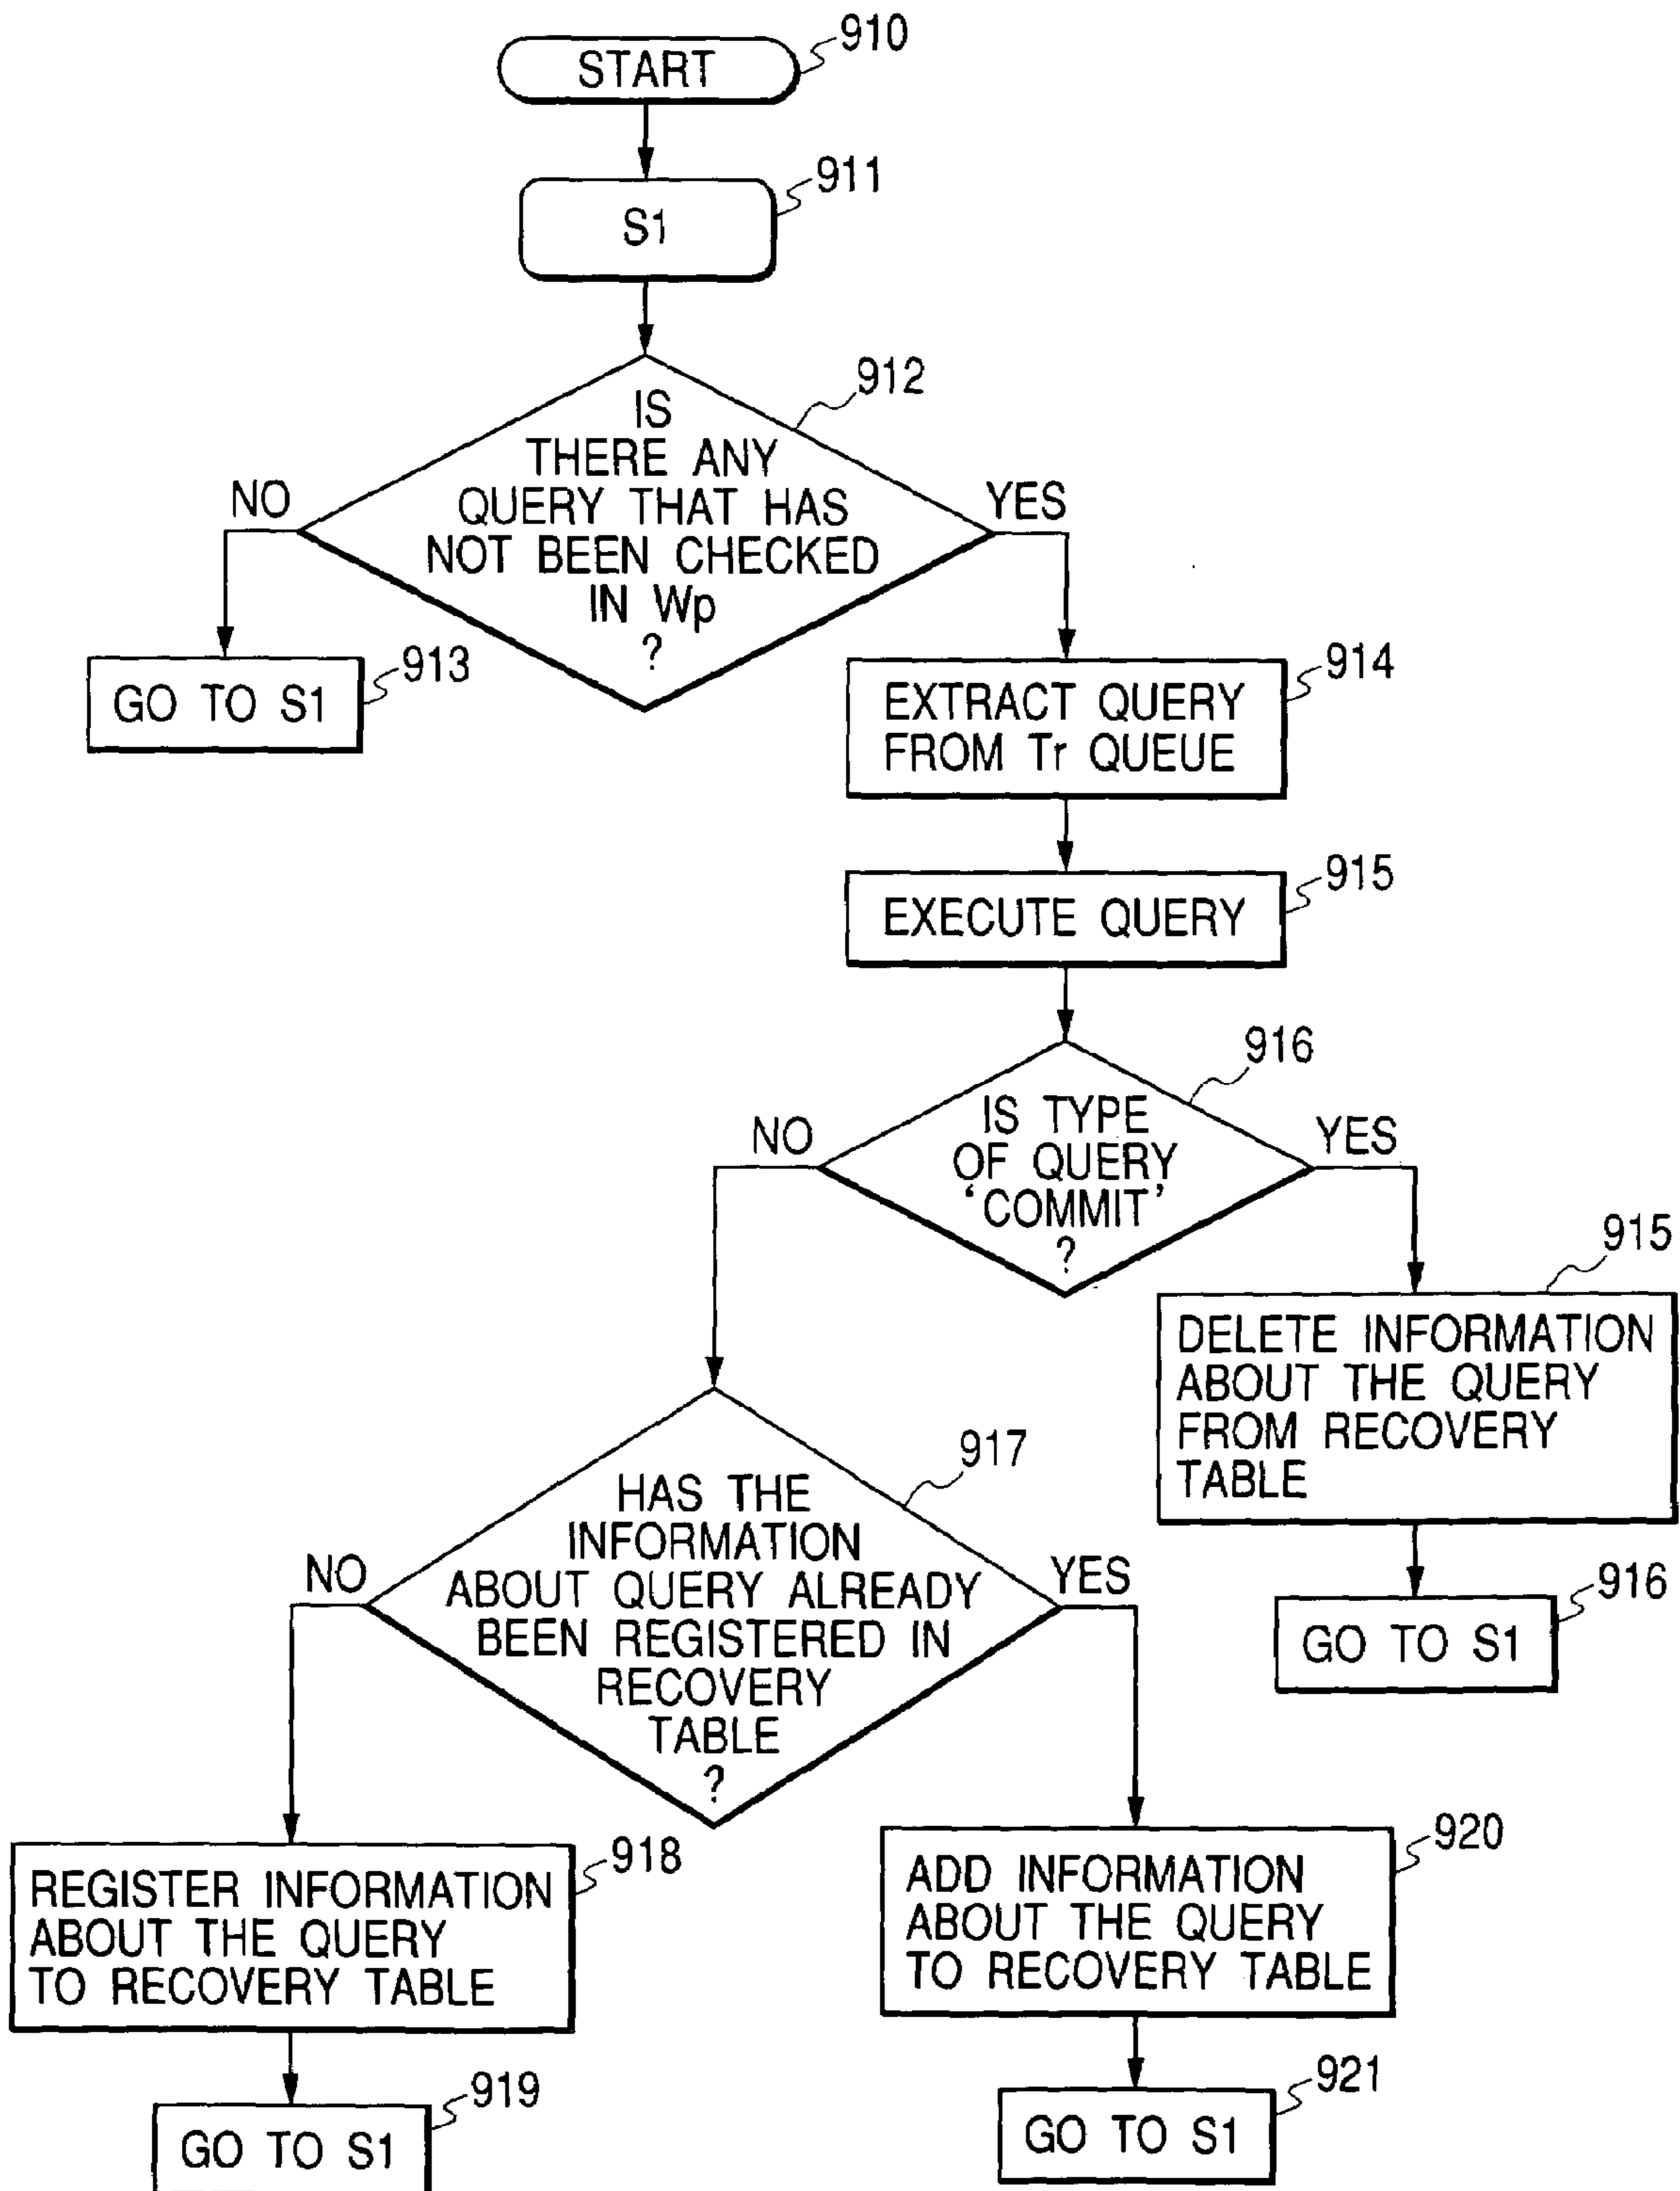 START
910
S1
911
IS
THERE ANY
QUERY THAT HAS
NOT BEEN CHECKED
IN Wp
?
912
NO
YES
GO TO S1
913
EXTRACT QUERY
FROM Tr QUEUE
914
EXECUTE QUERY
915
IS TYPE
OF QUERY
'COMMIT'
?
916
NO
YES
DELETE INFORMATION
ABOUT THE QUERY
FROM RECOVERY
TABLE
915
GO TO S1
916
HAS THE
INFORMATION
ABOUT QUERY ALREADY
BEEN REGISTERED IN
RECOVERY
TABLE
?
917
NO
YES
REGISTER INFORMATION
ABOUT THE QUERY
TO RECOVERY TABLE
918
GO TO S1
919
ADD INFORMATION
ABOUT THE QUERY
TO RECOVERY TABLE
920
GO TO S1
921